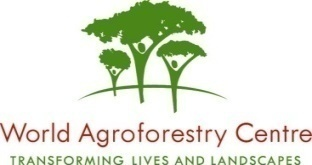 World Agroforestry Centre
TRANSFORMING LIVES AND LANDSCAPES